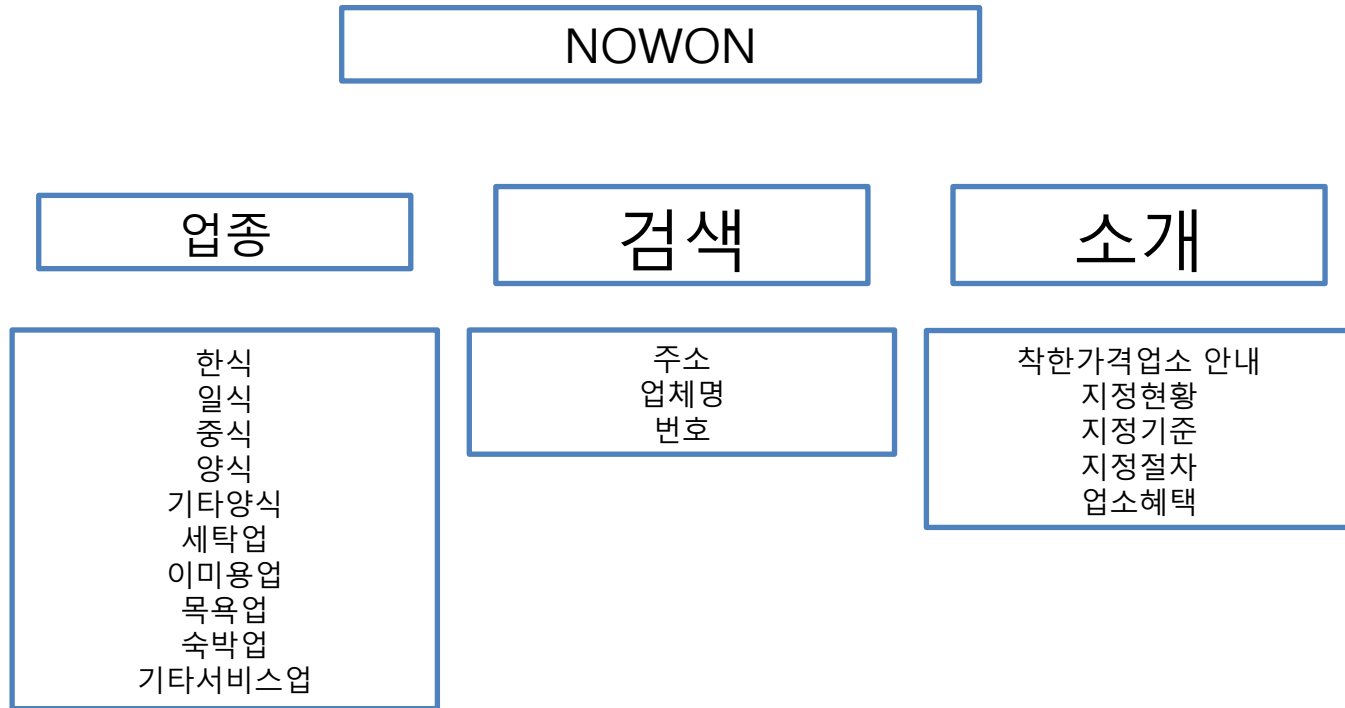 NOWON
업종
검색
소개
한식
일식
중식
양식
기타양식
세탁업
이미용업
목욕업
숙박업
기타서비스업
주소
업체명
번호
착한가격업소 안내
지정현황
지정기준
지정절차
업소혜택